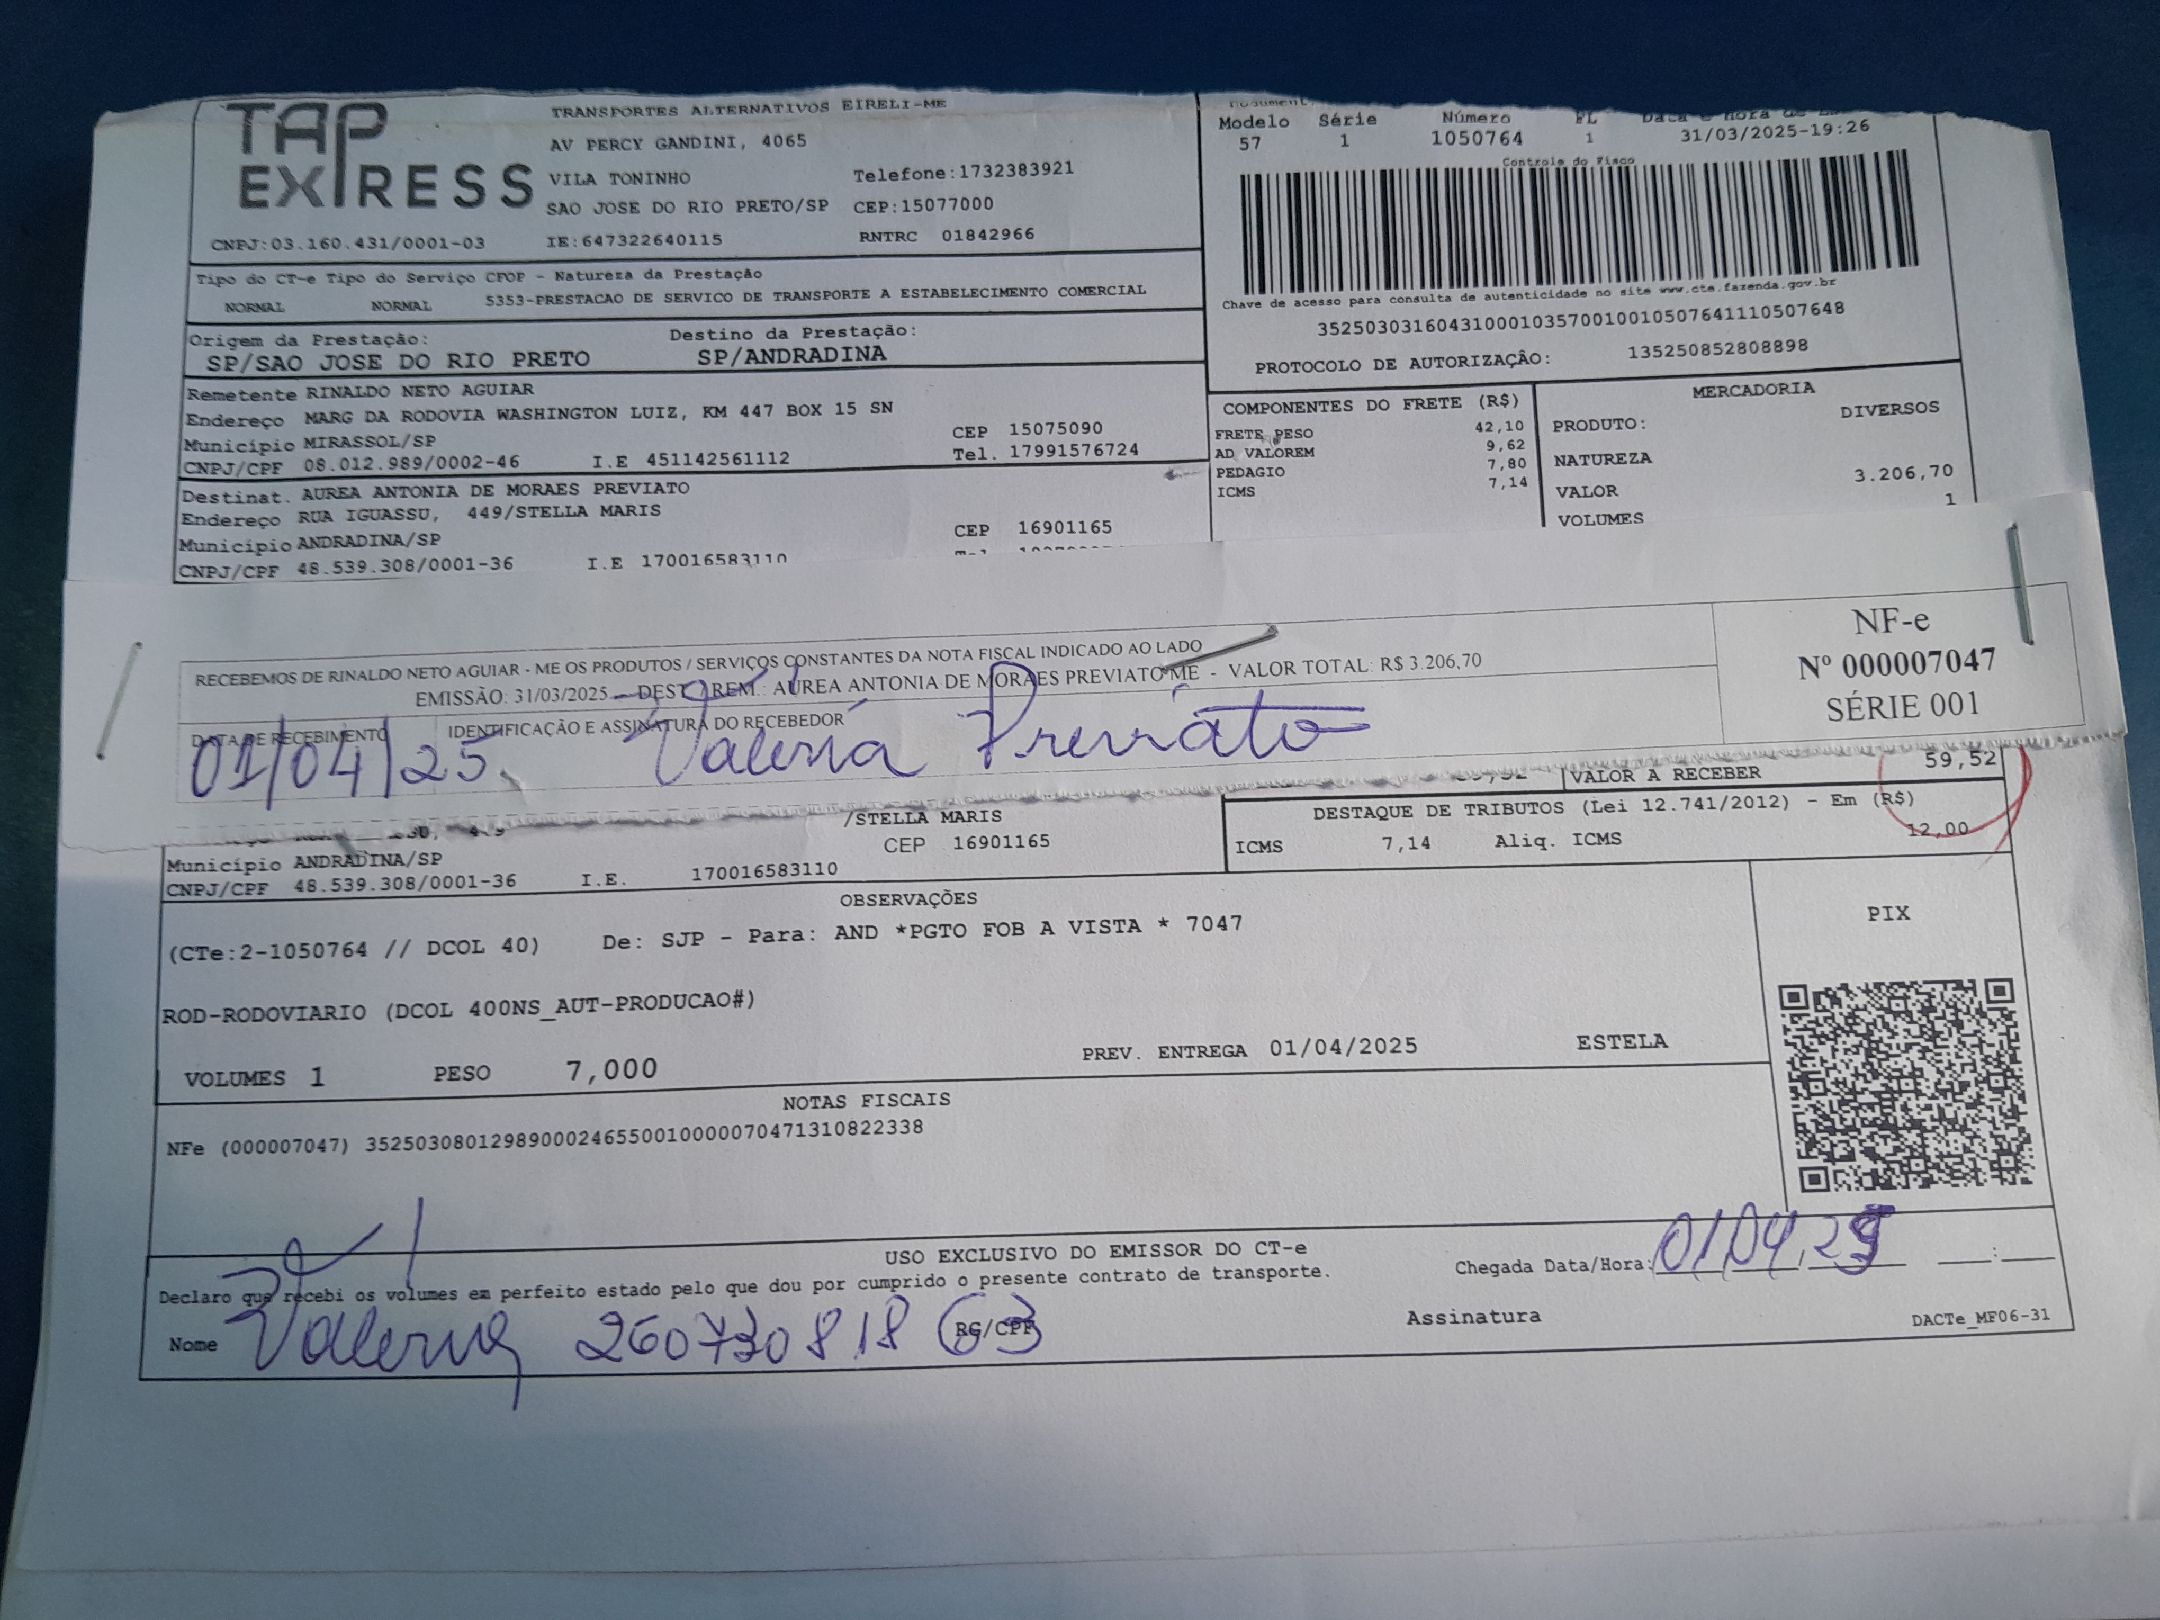 TAP EXPRESS
TRANSPORTES ALTERNATIVOS EIRELI-ME
AV PERCY GANDINI, 4065
VILA TONINHO Telefone:1732383921
SAO JOSE DO RIO PRETO/SP CEP:15077000
CNPJ:03.160.431/0001-03 IE:647322640115 RNTRC 01842966
Modelo Série Número FL Data e Hora de
57 1 1050764 1 31/03/2025-19:26
Controle do Fisco
Chave de acesso para consulta de autenticidade no site www.cte.fazenda.gov.br
35250303160431000103570010010507641110507648
PROTOCOLO DE AUTORIZAÇÃO: 135250852808898
Tipo do CT-e Tipo do Serviço CFOP - Natureza da Prestação
NORMAL NORMAL 5353-PRESTACAO DE SERVICO DE TRANSPORTE A ESTABELECIMENTO COMERCIAL
Origem da Prestação: Destino da Prestação:
SP/SAO JOSE DO RIO PRETO SP/ANDRADINA
Remetente RINALDO NETO AGUIAR
Endereço MARG DA RODOVIA WASHINGTON LUIZ, KM 447 BOX 15 SN
Município MIRASSOL/SP CEP 15075090
CNPJ/CPF 08.012.989/0002-46 I.E 451142561112 Tel. 17991576724
Destinat. AUREA ANTONIA DE MORAES PREVIATO
Endereço RUA IGUASSU, 449/STELLA MARIS
Município ANDRADINA/SP CEP 16901165
CNPJ/CPF 48.539.308/0001-36 I.E 170016583110
COMPONENTES DO FRETE (R$)
FRETE PESO 42,10
AD VALOREM 9,62
PEDAGIO 7,80
ICMS 7,14
MERCADORIA
PRODUTO: DIVERSOS
NATUREZA
VALOR 3.206,70
VOLUMES 1
RECEBEMOS DE RINALDO NETO AGUIAR - ME OS PRODUTOS / SERVIÇOS CONSTANTES DA NOTA FISCAL INDICADO AO LADO
EMISSÃO: 31/03/2025 - DEST. / REM.: AUREA ANTONIA DE MORAES PREVIATO ME - VALOR TOTAL: R$ 3.206,70
DATA DE RECEBIMENTO IDENTIFICAÇÃO E ASSINATURA DO RECEBEDOR
01/04/25 Valéria Previato
NF-e
Nº 000007047
SÉRIE 001
VALOR A RECEBER 59,52
DESTAQUE DE TRIBUTOS (Lei 12.741/2012) - Em (R$)
ICMS 7,14 Aliq. ICMS 12,00
/STELLA MARIS
Município ANDRADINA/SP CEP 16901165
CNPJ/CPF 48.539.308/0001-36 I.E. 170016583110
OBSERVAÇÕES
(CTe:2-1050764 // DCOL 40) De: SJP - Para: AND *PGTO FOB A VISTA * 7047
ROD-RODOVIARIO (DCOL 400NS_AUT-PRODUCAO#)
VOLUMES 1 PESO 7,000 PREV. ENTREGA 01/04/2025 ESTELA
PIX
NOTAS FISCAIS
NFe (000007047) 35250308012989000246550010000070471310822338
USO EXCLUSIVO DO EMISSOR DO CT-e
Declaro que recebi os volumes em perfeito estado pelo que dou por cumprido o presente contrato de transporte.
Chegada Data/Hora: 01/04/25 :
Nome Valéria 260730818 63 RG/CPF Assinatura
DACTe_MF06-31